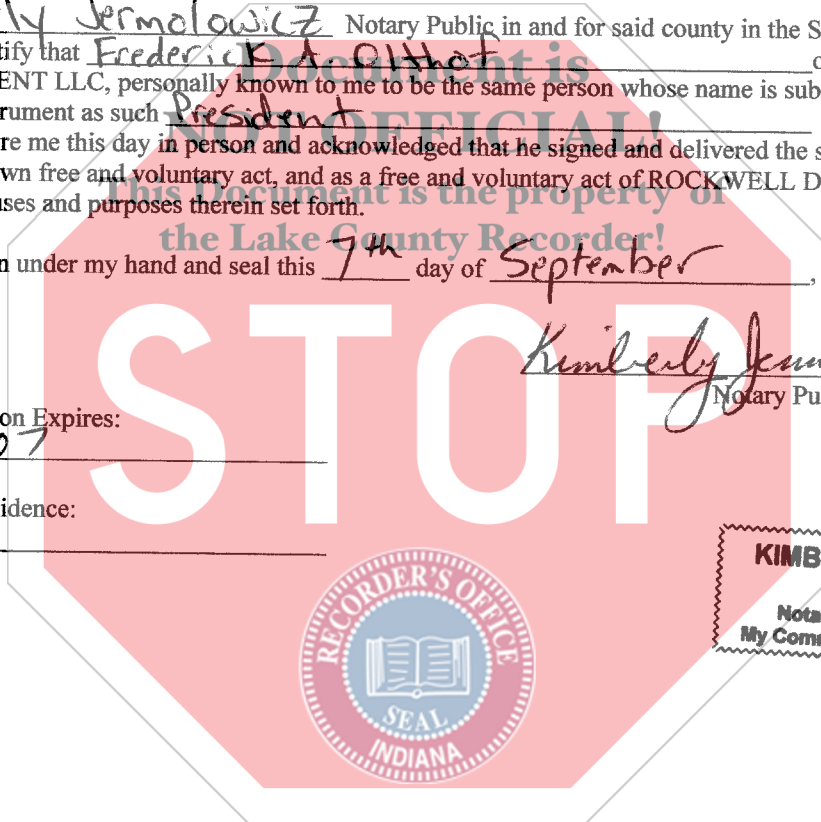 ly Jermolowicz Notary Public in and for said county in the S
tify that Frederick A. Olthof o
ENT LLC, personally known to me to be the same person whose name is sub
rument as such President
re me this day in person and acknowledged that he signed and delivered the s
wn free and voluntary act, and as a free and voluntary act of ROCKWELL D
uses and purposes therein set forth.
Document is
NOT OFFICIAL!
This Document is the property of
the Lake County Recorder!
n under my hand and seal this 7th day of September,
STOP
Kimberly Jerm
Notary Pu
on Expires:
07
idence:
KIMB
Nota
My Comm
RECORDER'S OFFICE
SEAL
INDIANA